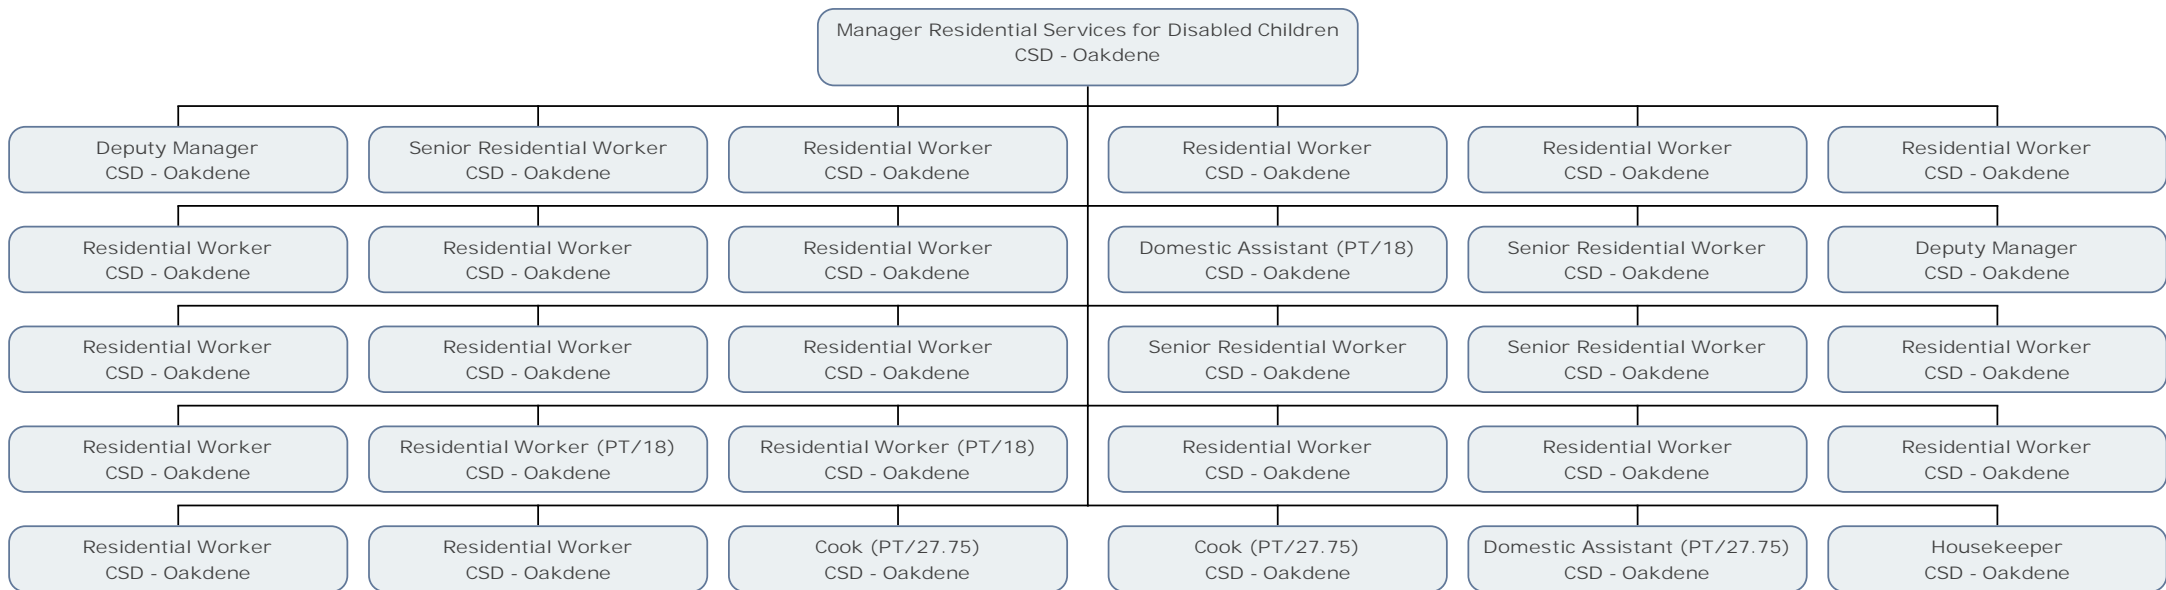 Manager Residential Services for Disabled Children
CSD - Oakdene
Deputy Manager
CSD - Oakdene
Senior Residential Worker
CSD - Oakdene
Residential Worker
CSD - Oakdene
Residential Worker
CSD - Oakdene
Residential Worker
CSD - Oakdene
Residential Worker
CSD - Oakdene
Residential Worker
CSD - Oakdene
Residential Worker
CSD - Oakdene
Residential Worker
CSD - Oakdene
Domestic Assistant (PT/18)
CSD - Oakdene
Senior Residential Worker
CSD - Oakdene
Deputy Manager
CSD - Oakdene
Residential Worker
CSD - Oakdene
Residential Worker
CSD - Oakdene
Residential Worker
CSD - Oakdene
Senior Residential Worker
CSD - Oakdene
Senior Residential Worker
CSD - Oakdene
Residential Worker
CSD - Oakdene
Residential Worker
CSD - Oakdene
Residential Worker (PT/18)
CSD - Oakdene
Residential Worker (PT/18)
CSD - Oakdene
Residential Worker
CSD - Oakdene
Residential Worker
CSD - Oakdene
Residential Worker
CSD - Oakdene
Residential Worker
CSD - Oakdene
Residential Worker
CSD - Oakdene
Cook (PT/27.75)
CSD - Oakdene
Cook (PT/27.75)
CSD - Oakdene
Domestic Assistant (PT/27.75)
CSD - Oakdene
Housekeeper
CSD - Oakdene